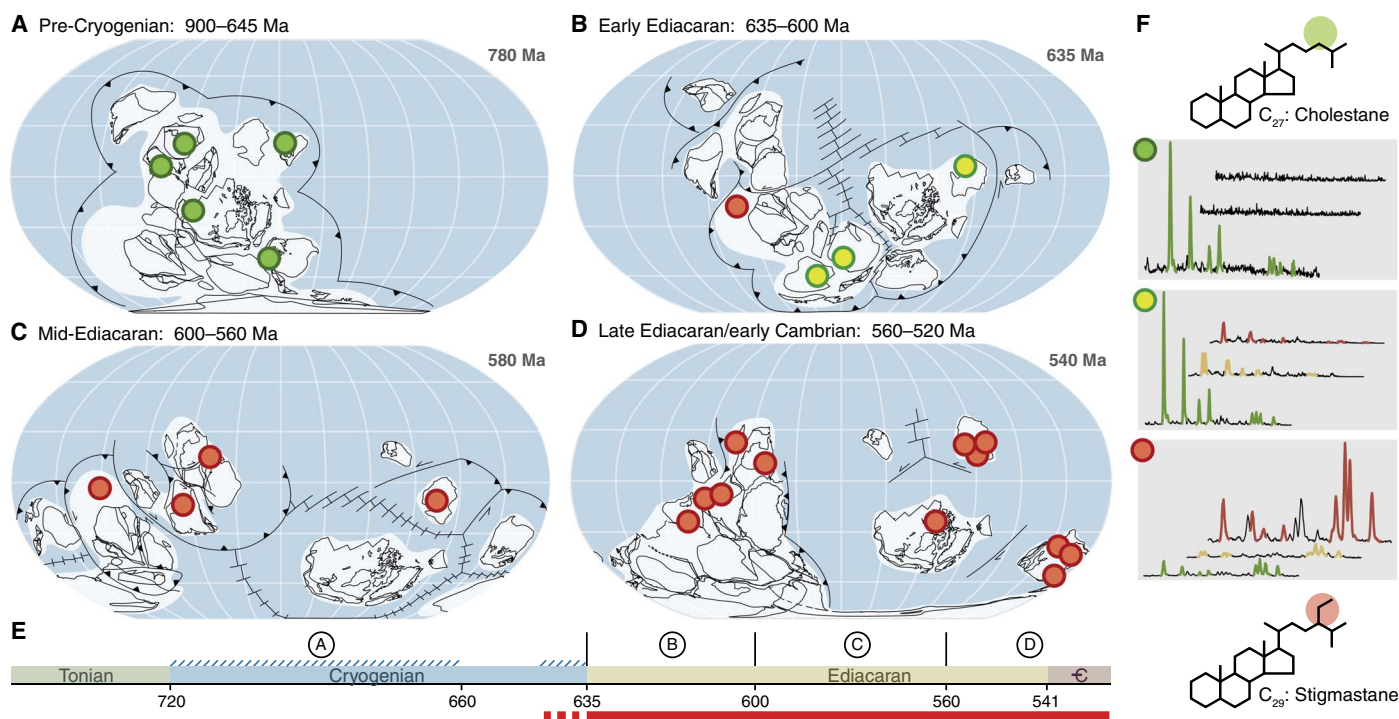 A Pre-Cryogenian: 900–645 Ma
780 Ma
B Early Ediacaran: 635–600 Ma
635 Ma
C Mid-Ediacaran: 600–560 Ma
580 Ma
D Late Ediacaran/early Cambrian: 560–520 Ma
540 Ma
E
A
B
C
D
Tonian
Cryogenian
Ediacaran
Ꞓ
720
660
635
600
560
541
F
C27: Cholestane
C29: Stigmastane